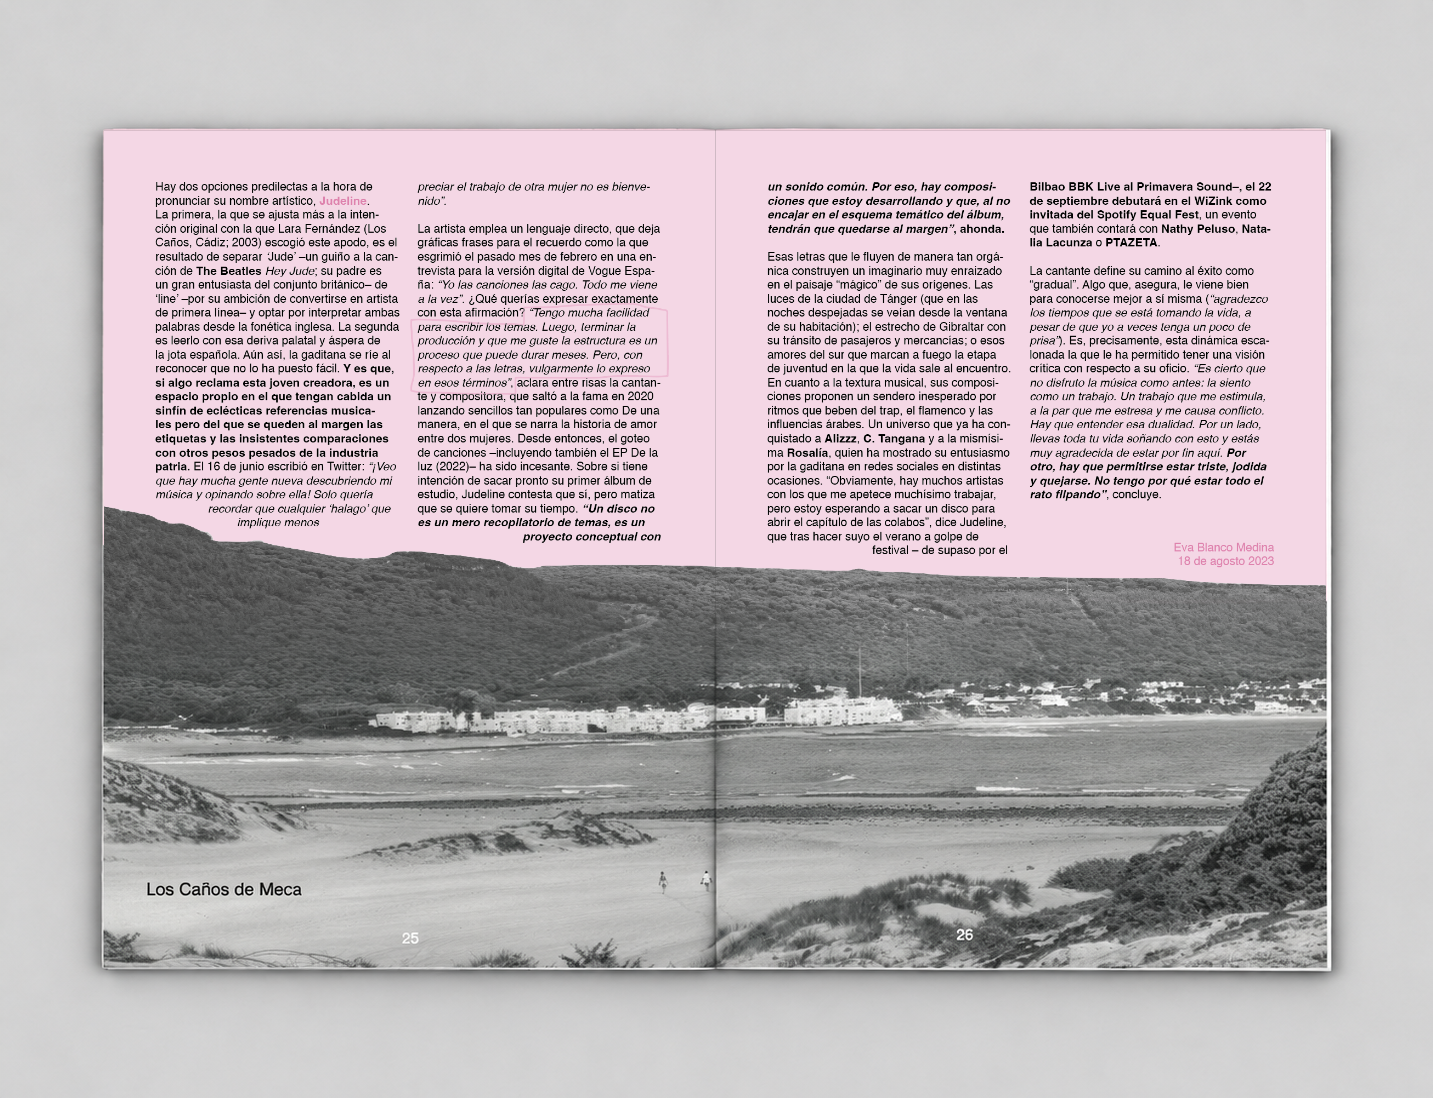 Hay dos opciones predilectas a la hora de
pronunciar su nombre artístico, Judeline.
La primera, la que se ajusta más a la inten-
ción original con la que Lara Fernández (Los
Caños, Cádiz; 2003) escogió este apodo, es el
resultado de separar ‘Jude’ –un guiño a la can-
ción de The Beatles Hey Jude; su padre es
un gran entusiasta del conjunto británico– de
‘line’ –por su ambición de convertirse en artista
de primera línea– y optar por interpretar ambas
palabras desde la fonética inglesa. La segunda
es leerlo con esa deriva palatal y áspera de
la jota española. Aún así, la gaditana se ríe al
reconocer que no lo ha puesto fácil. Y es que,
si algo reclama esta joven creadora, es un
espacio propio en el que tengan cabida un
sinfín de eclécticas referencias musica-
les pero del que se queden al margen las
etiquetas y las insistentes comparaciones
con otros pesos pesados de la industria
patria. El 16 de junio escribió en Twitter: “¡Veo
que hay mucha gente nueva descubriendo mi
música y opinando sobre ella! Solo quería
recordar que cualquier ‘halago’ que
implique menos
preciar el trabajo de otra mujer no es bienve-
nido”.
La artista emplea un lenguaje directo, que deja
gráficas frases para el recuerdo como la que
esgrimió el pasado mes de febrero en una en-
trevista para la versión digital de Vogue Espa-
ña: “Yo las canciones las cago. Todo me viene
a la vez”. ¿Qué querías expresar exactamente
con esta afirmación? “Tengo mucha facilidad
para escribir los temas. Luego, terminar la
producción y que me guste la estructura es un
proceso que puede durar meses. Pero, con
respecto a las letras, vulgarmente lo expreso
en esos términos”, aclara entre risas la cantan-
te y compositora, que saltó a la fama en 2020
lanzando sencillos tan populares como De una
manera, en el que se narra la historia de amor
entre dos mujeres. Desde entonces, el goteo
de canciones –incluyendo también el EP De la
luz (2022)– ha sido incesante. Sobre si tiene
intención de sacar pronto su primer álbum de
estudio, Judeline contesta que sí, pero matiza
que se quiere tomar su tiempo. “Un disco no
es un mero recopilatorio de temas, es un
proyecto conceptual con
un sonido común. Por eso, hay composi-
ciones que estoy desarrollando y que, al no
encajar en el esquema temático del álbum,
tendrán que quedarse al margen”, ahonda.
Esas letras que le fluyen de manera tan orgá-
nica construyen un imaginario muy enraizado
en el paisaje “mágico” de sus orígenes. Las
luces de la ciudad de Tánger (que en las
noches despejadas se veían desde la ventana
de su habitación); el estrecho de Gibraltar con
su tránsito de pasajeros y mercancías; o esos
amores del sur que marcan a fuego la etapa
de juventud en la que la vida sale al encuentro.
En cuanto a la textura musical, sus composi-
ciones proponen un sendero inesperado por
ritmos que beben del trap, el flamenco y las
influencias árabes. Un universo que ya ha con-
quistado a Alizzz, C. Tangana y a la mismísi-
ma Rosalía, quien ha mostrado su entusiasmo
por la gaditana en redes sociales en distintas
ocasiones. “Obviamente, hay muchos artistas
con los que me apetece muchísimo trabajar,
pero estoy esperando a sacar un disco para
abrir el capítulo de las colabos”, dice Judeline,
que tras hacer suyo el verano a golpe de
festival – de supaso por el
Bilbao BBK Live al Primavera Sound–, el 22
de septiembre debutará en el WiZink como
invitada del Spotify Equal Fest, un evento
que también contará con Nathy Peluso, Nata-
lia Lacunza o PTAZETA.
La cantante define su camino al éxito como
“gradual”. Algo que, asegura, le viene bien
para conocerse mejor a sí misma (“agradezco
los tiempos que se está tomando la vida, a
pesar de que yo a veces tenga un poco de
prisa”). Es, precisamente, esta dinámica esca-
lonada la que le ha permitido tener una visión
crítica con respecto a su oficio. “Es cierto que
no disfruto la música como antes: la siento
como un trabajo. Un trabajo que me estimula,
a la par que me estresa y me causa conflicto.
Hay que entender esa dualidad. Por un lado,
llevas toda tu vida soñando con esto y estás
muy agradecida de estar por fin aquí. Por
otro, hay que permitirse estar triste, jodida
y quejarse. No tengo por qué estar todo el
rato flipando”, concluye.
Eva Blanco Medina
18 de agosto 2023
Los Caños de Meca
25
26